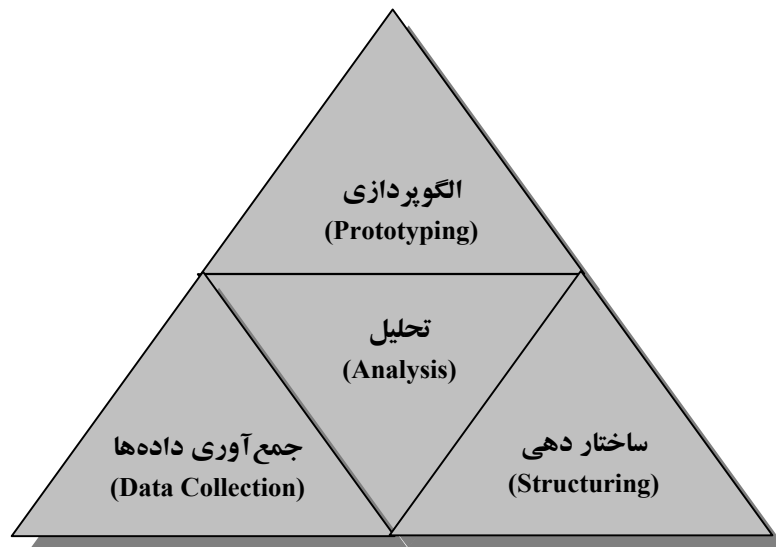 الگوپردازی
(Prototyping)
تحلیل
(Analysis)
جمع‌آوری داده‌ها
(Data Collection)
ساختار دهی
(Structuring)